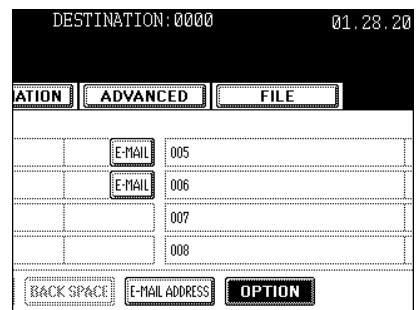 DESTINATION:0000 01.28.20
ATION ADVANCED FILE
E-MAIL 005
E-MAIL 006
007
008
BACK SPACE E-MAIL ADDRESS OPTION